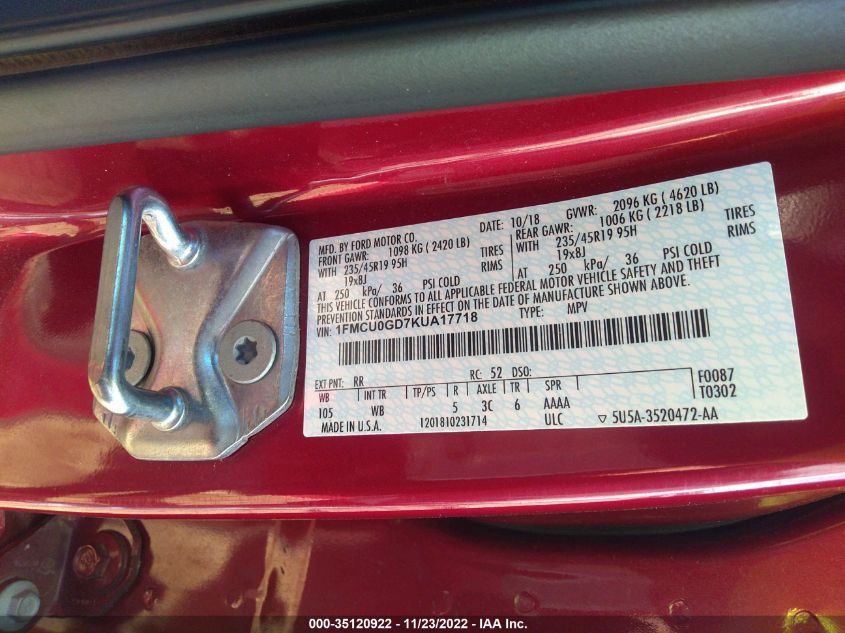 MFD. BY FORD MOTOR CO. DATE: 10/18 GVWR: 2096 KG ( 4620 LB)
FRONT GAWR: 1098 KG ( 2420 LB) REAR GAWR: 1006 KG ( 2218 LB)
WITH 235/45R19 95H TIRES WITH 235/45R19 95H TIRES
19x8J RIMS 19x8J RIMS
AT 250 kPa/ 36 PSI COLD AT 250 kPa/ 36 PSI COLD
THIS VEHICLE CONFORMS TO ALL APPLICABLE FEDERAL MOTOR VEHICLE SAFETY AND THEFT
PREVENTION STANDARDS IN EFFECT ON THE DATE OF MANUFACTURE SHOWN ABOVE.
VIN: 1FMCU0GD7KUA17718 TYPE: MPV
EXT PNT: RR RC: 52 DSO: F0087
WB INT TR TP/PS R AXLE TR SPR T0302
105 WB 5 3C 6 AAAA
MADE IN U.S.A. 1201810231714 ULC ▽ 5U5A-3520472-AA
000-35120922 - 11/23/2022 - IAA Inc.